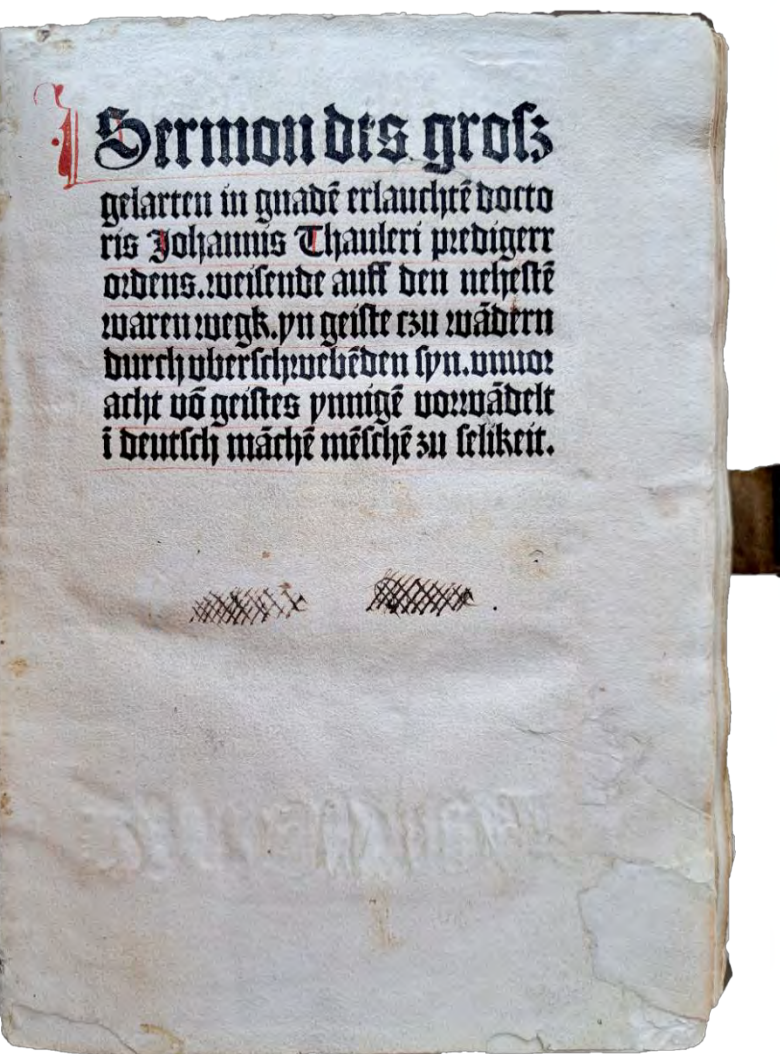 Sermon des grosz
gelarten in gnadē erlauchtē docto
ris Johannis Thauleri predigerr
ordens. weisende auff den nehestē
waren wegk. yn geiste czu wādern
durch vberschwebēden syn. vnuor
acht vō geistes ynnigē vorwādelt
ī deutsch māchē mēschē zu selikeit.